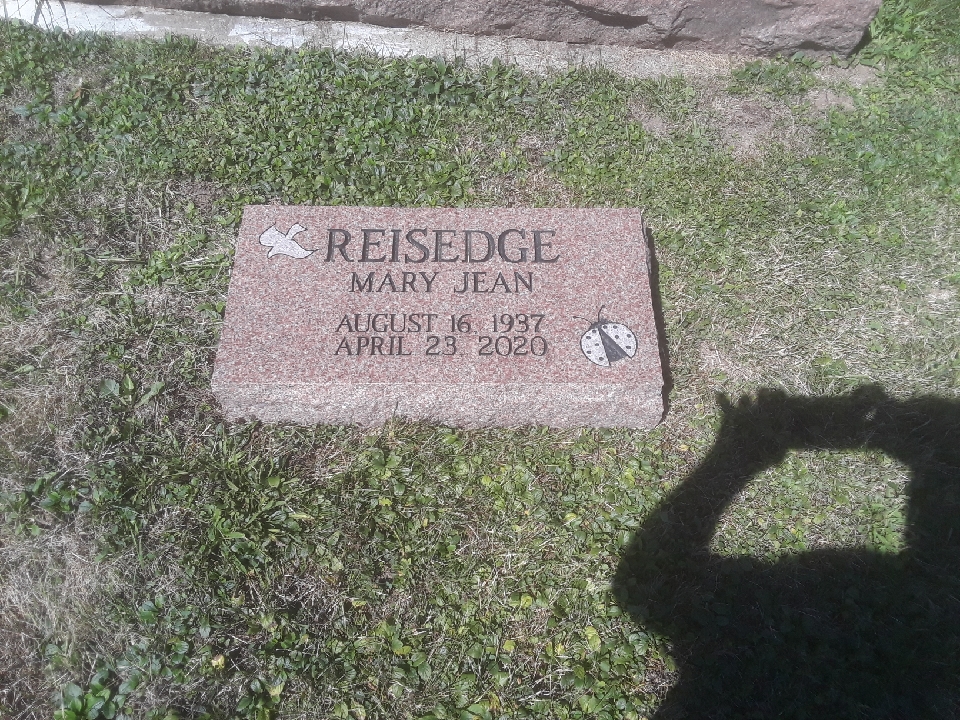 REISEDGE
MARY JEAN
AUGUST 16 1937
APRIL 23 2020